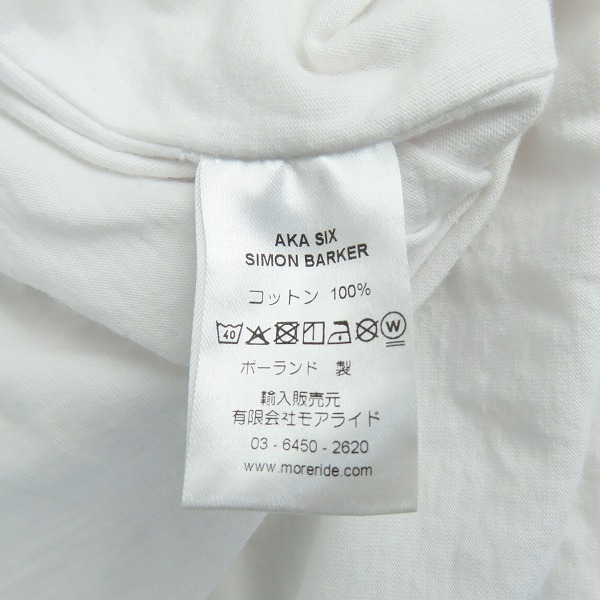 AKA SIX
SIMON BARKER
コットン 100%
40 W
ポーランド 製
輸入販売元
有限会社モアライド
03 - 6450 - 2620
www.moreride.com